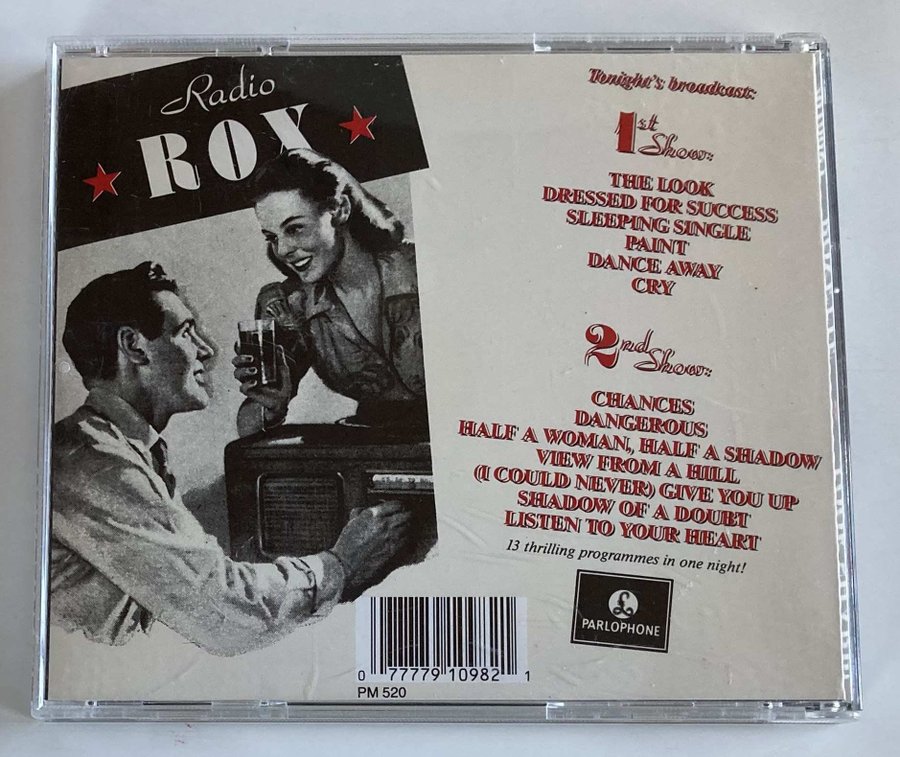 Radio
ROX
Tonight's broadcast:
1st Show:
THE LOOK
DRESSED FOR SUCCESS
SLEEPING SINGLE
PAINT
DANCE AWAY
CRY
2nd Show:
CHANCES
DANGEROUS
HALF A WOMAN, HALF A SHADOW
VIEW FROM A HILL
(I COULD NEVER) GIVE YOU UP
SHADOW OF A DOUBT
LISTEN TO YOUR HEART
13 thrilling programmes in one night!
£
PARLOPHONE
0 77779 10982 1
PM 520